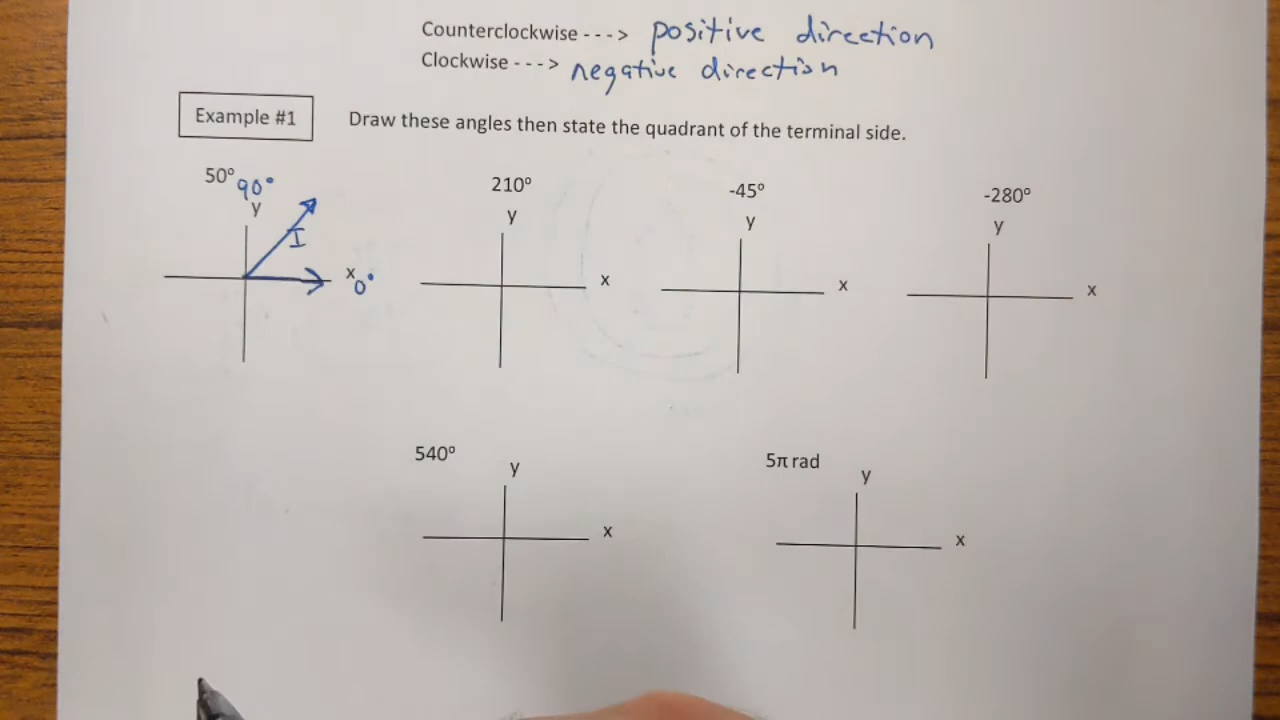 Counterclockwise - - - > positive direction
Clockwise - - - > negative direction
Example #1 Draw these angles then state the quadrant of the terminal side.
50° 90° 210° -45° -280°
y y y y
I
x 0° x x x
540° 5π rad
y y
x x